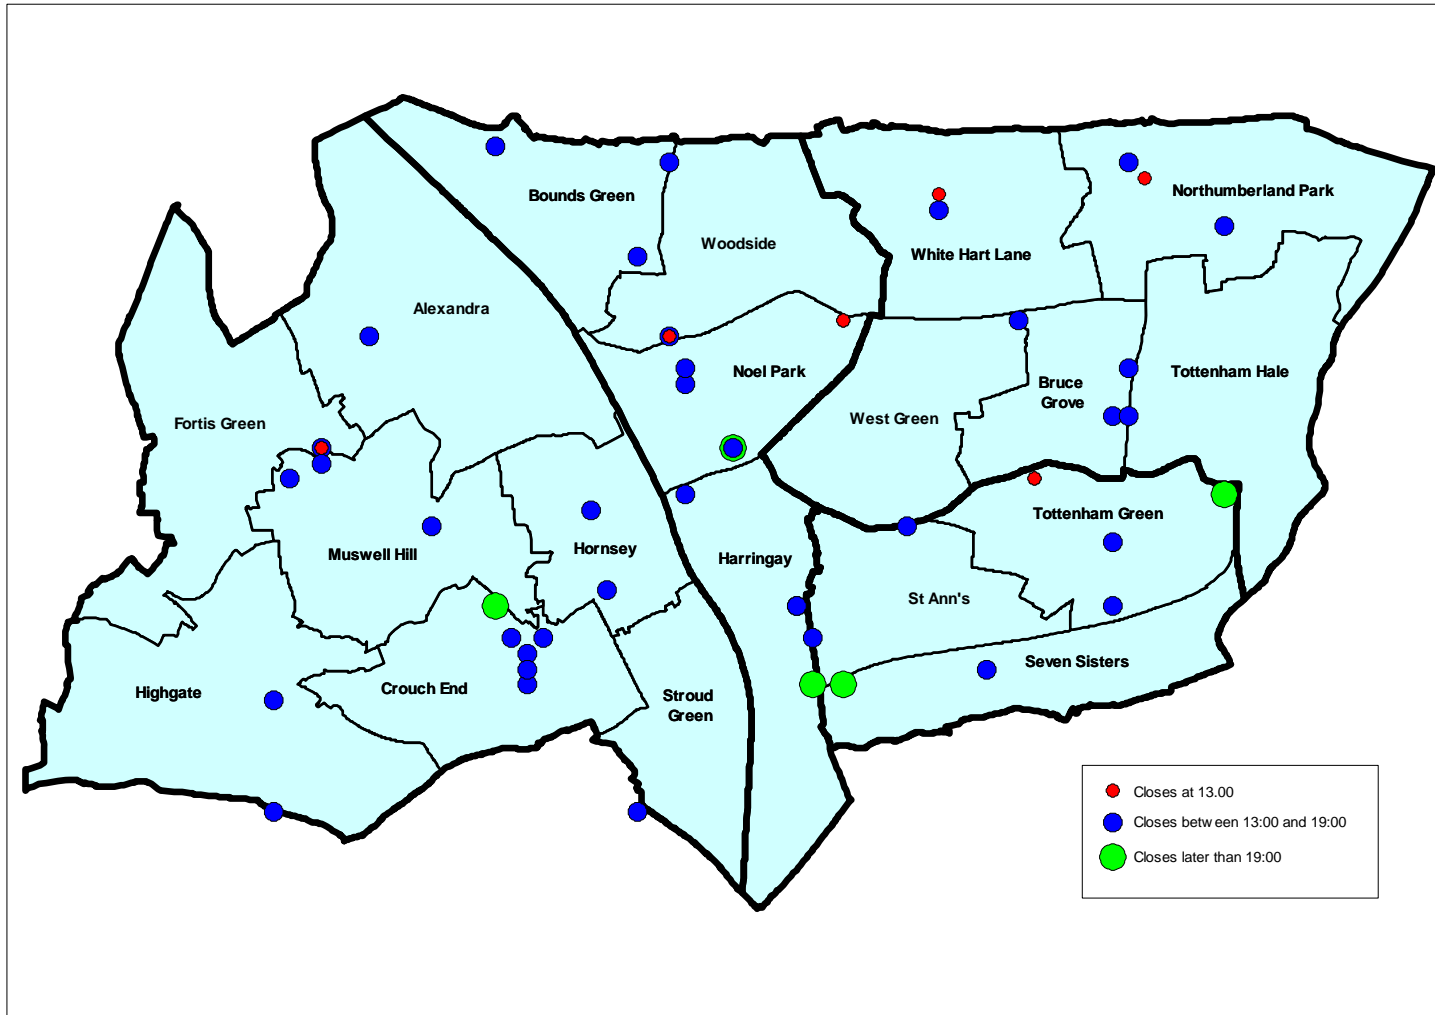 Bounds Green
Northumberland Park
Woodside
White Hart Lane
Alexandra
Noel Park
Tottenham Hale
Bruce
Grove
West Green
Fortis Green
Tottenham Green
Muswell Hill
Hornsey
Harringay
St Ann's
Seven Sisters
Highgate
Crouch End
Stroud
Green
Closes at 13.00
Closes between 13:00 and 19:00
Closes later than 19:00